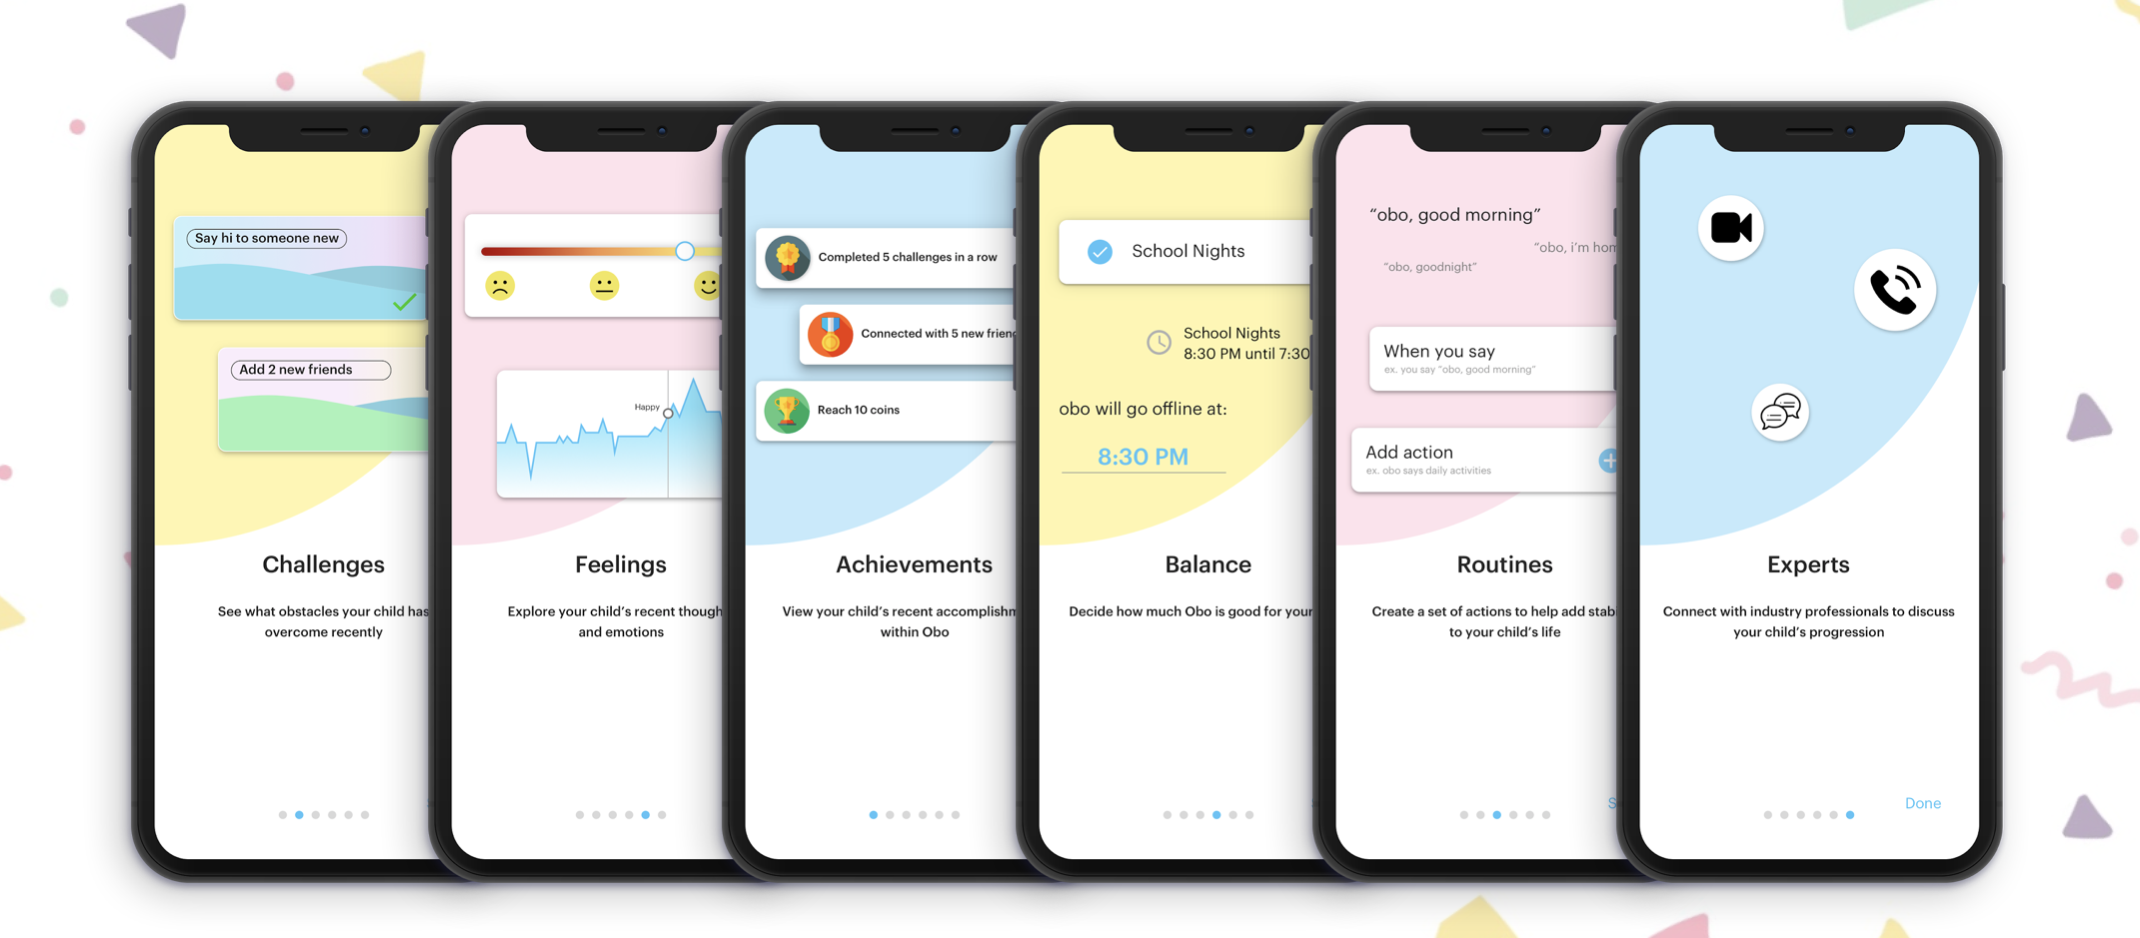 Say hi to someone new
Add 2 new friends
Challenges
See what obstacles your child has
overcome recently
Happy
Feelings
Explore your child's recent
and emotions
Completed 5 challenges in a row
Connected with 5 new
Reach 10 coins
Achievements
View your child's recent
within Obo
School Nights
School Nights
8:30 PM until 7:30
obo will go offline at:
8:30 PM
Balance
Decide how much Obo is good for your
“obo, good morning”
“obo, i'm
“obo, goodnight”
When you say
ex. you say “obo, good morning”
Add action
ex. obo says daily activities
Routines
Create a set of actions to help add
to your child's life
Experts
Connect with industry professionals to discuss
your child's progression
Done